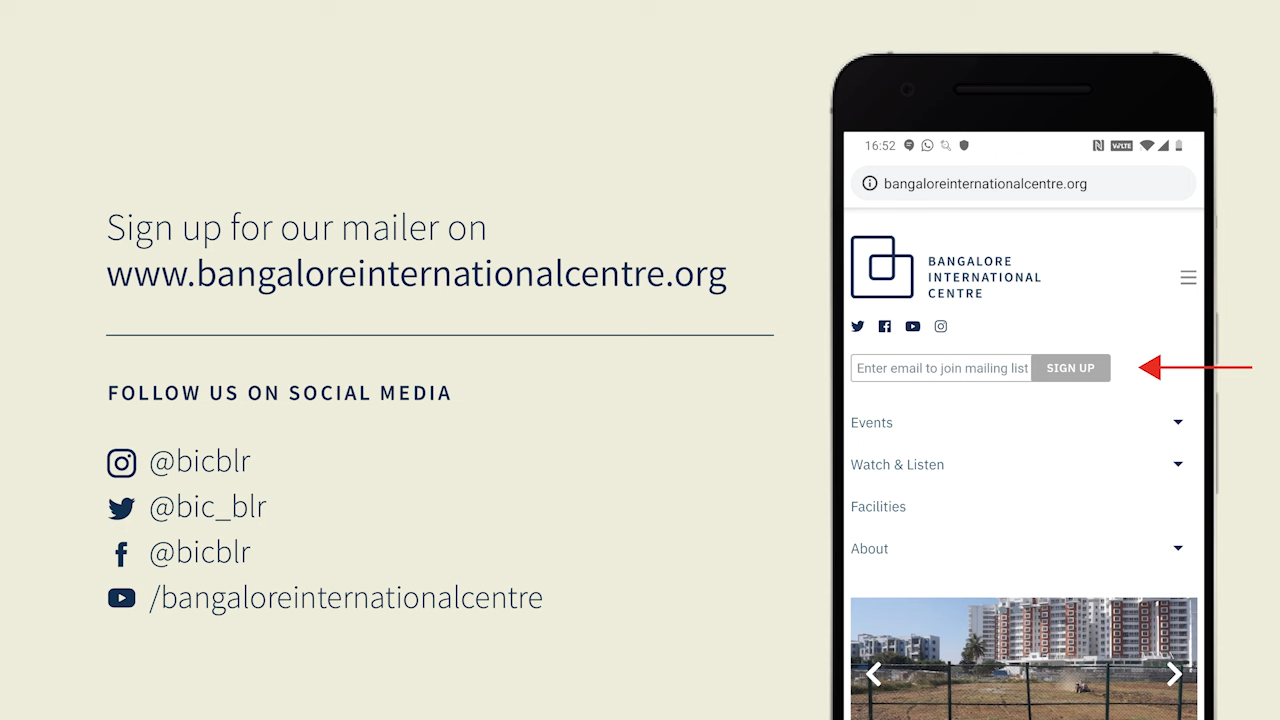 Sign up for our mailer on
www.bangaloreinternationalcentre.org
FOLLOW US ON SOCIAL MEDIA
@bicblr
@bic_blr
@bicblr
/bangaloreinternationalcentre
16:52
VoLTE
bangaloreinternationalcentre.org
BANGALORE
INTERNATIONAL
CENTRE
Enter email to join mailing list
SIGN UP
Events
Watch & Listen
Facilities
About